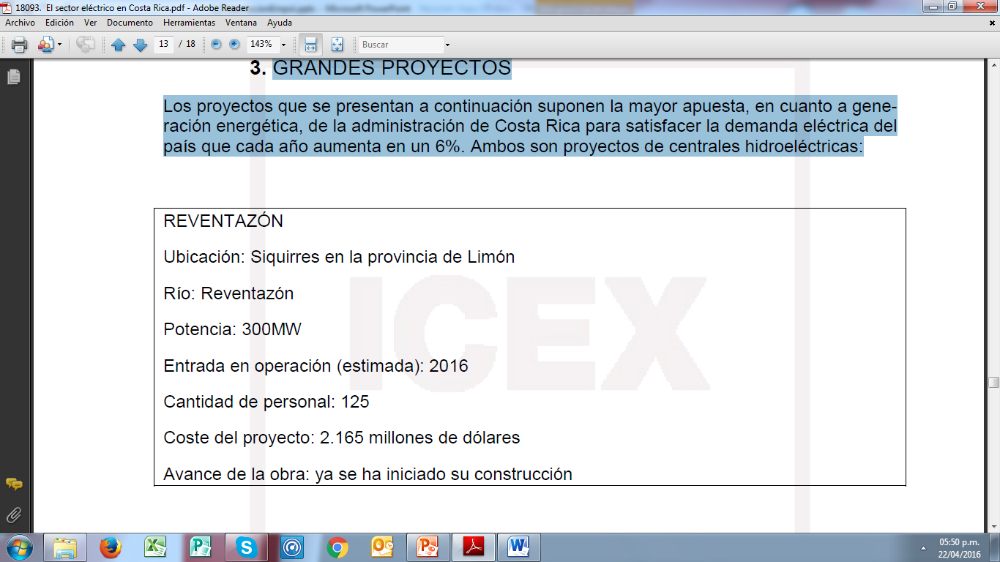 18093. El sector eléctrico en Costa Rica.pdf - Adobe Reader
Archivo Edición Ver Documento Herramientas Ventana Ayuda
13 / 18 143% Buscar
3. GRANDES PROYECTOS
Los proyectos que se presentan a continuación suponen la mayor apuesta, en cuanto a gene-
ración energética, de la administración de Costa Rica para satisfacer la demanda eléctrica del
país que cada año aumenta en un 6%. Ambos son proyectos de centrales hidroeléctricas:
REVENTAZÓN
Ubicación: Siquirres en la provincia de Limón
Río: Reventazón
Potencia: 300MW
Entrada en operación (estimada): 2016
Cantidad de personal: 125
Coste del proyecto: 2.165 millones de dólares
Avance de la obra: ya se ha iniciado su construcción
ICEX
05:50 p.m.
22/04/2016